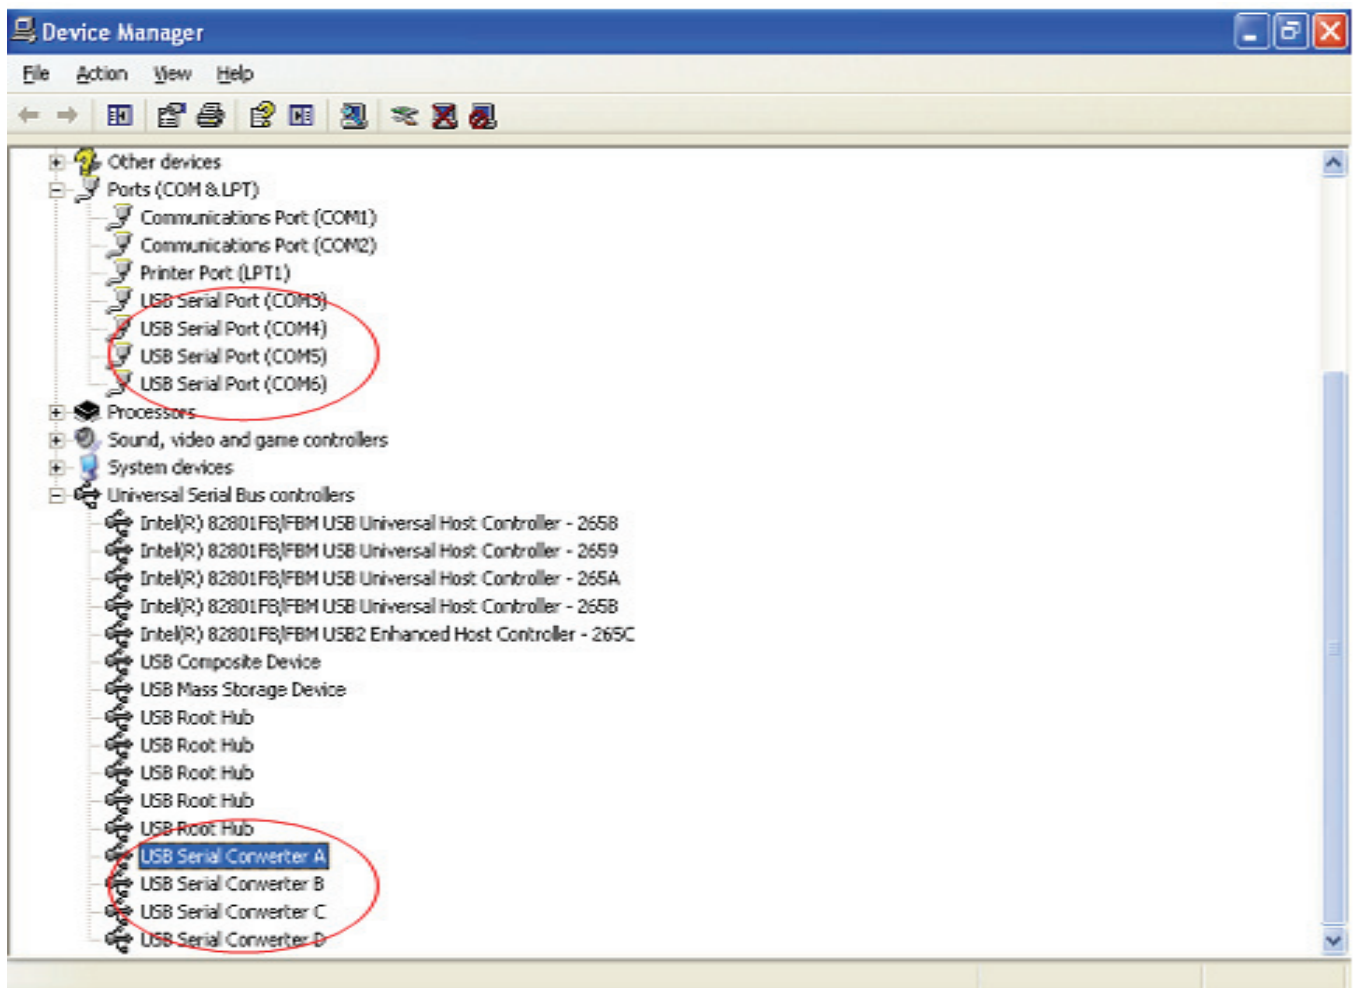 Device Manager
File Action View Help
Other devices
Ports (COM & LPT)
Communications Port (COM1)
Communications Port (COM2)
Printer Port (LPT1)
USB Serial Port (COM3)
USB Serial Port (COM4)
USB Serial Port (COM5)
USB Serial Port (COM6)
Processors
Sound, video and game controllers
System devices
Universal Serial Bus controllers
Intel(R) 82801FB/FBM USB Universal Host Controller - 2658
Intel(R) 82801FB/FBM USB Universal Host Controller - 2659
Intel(R) 82801FB/FBM USB Universal Host Controller - 265A
Intel(R) 82801FB/FBM USB Universal Host Controller - 265B
Intel(R) 82801FB/FBM USB2 Enhanced Host Controller - 265C
USB Composite Device
USB Mass Storage Device
USB Root Hub
USB Root Hub
USB Root Hub
USB Root Hub
USB Root Hub
USB Serial Converter A
USB Serial Converter B
USB Serial Converter C
USB Serial Converter D